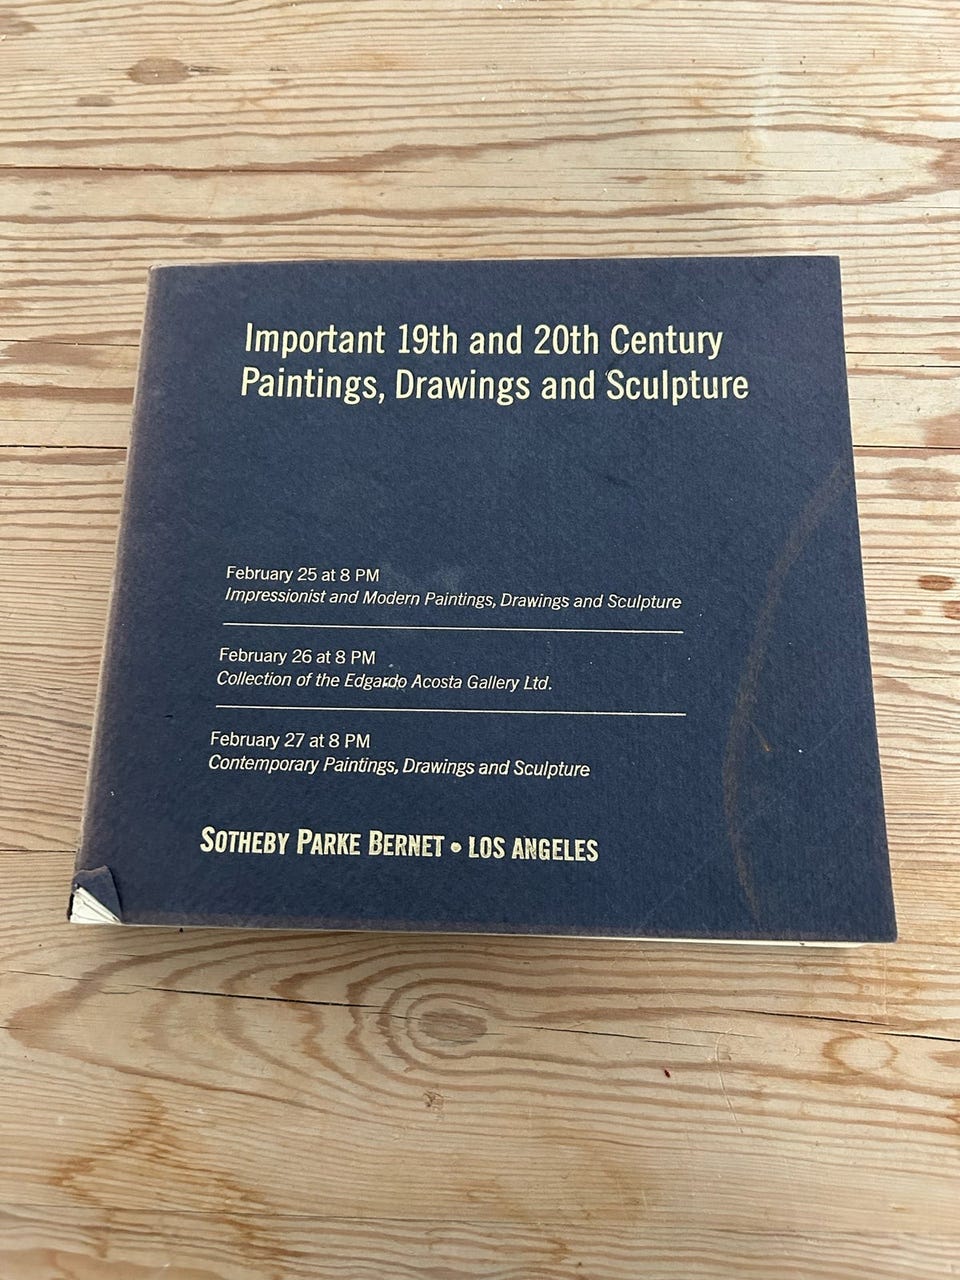 Important 19th and 20th Century
Paintings, Drawings and Sculpture
February 25 at 8 PM
Impressionist and Modern Paintings, Drawings and Sculpture
February 26 at 8 PM
Collection of the Edgardo Acosta Gallery Ltd.
February 27 at 8 PM
Contemporary Paintings, Drawings and Sculpture
SOTHEBY PARKE BERNET • LOS ANGELES